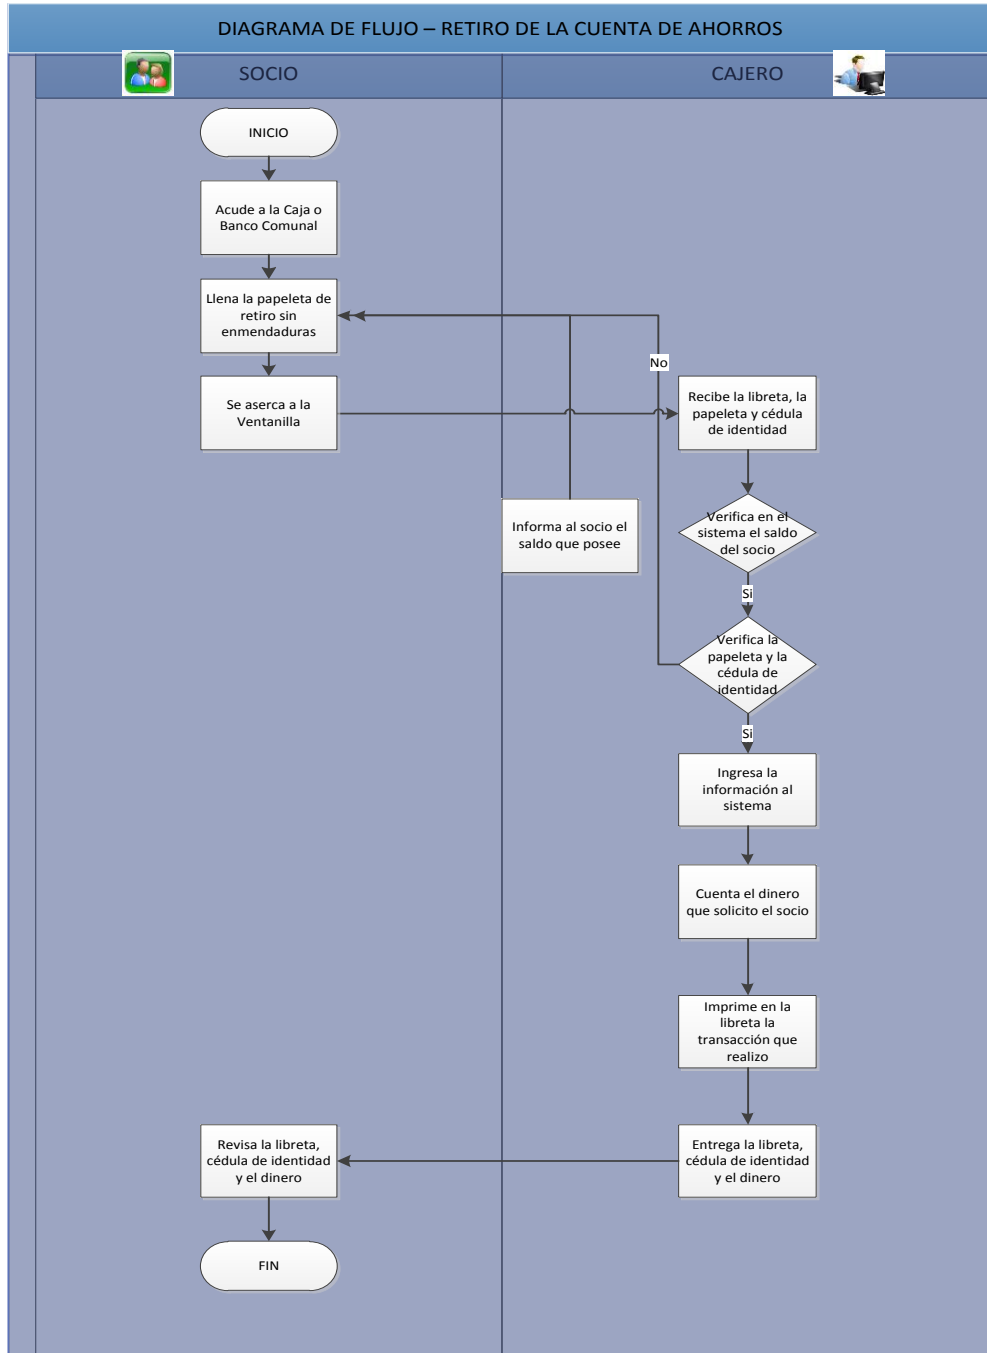 DIAGRAMA DE FLUJO – RETIRO DE LA CUENTA DE AHORROS
SOCIO
CAJERO
INICIO
Acude a la Caja o
Banco Comunal
Llena la papeleta de
retiro sin
enmendaduras
No
Se aserca a la
Ventanilla
Recibe la libreta, la
papeleta y cédula
de identidad
Informa al socio el
saldo que posee
Verifica en el
sistema el saldo
del socio
Si
Verifica la
papeleta y la
cédula de
identidad
Si
Ingresa la
información al
sistema
Cuenta el dinero
que solicito el socio
Imprime en la
libreta la
transacción que
realizo
Entrega la libreta,
cédula de identidad
y el dinero
Revisa la libreta,
cédula de identidad
y el dinero
FIN